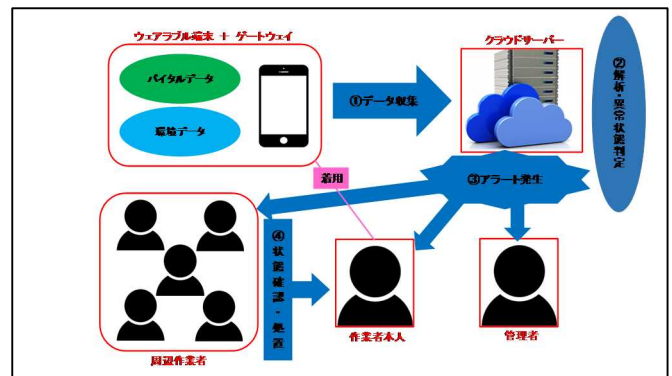 ウェアラブル端末 + ゲートウェイ
クラウドサーバー
バイタルデータ
環境データ
①データ収集
②解析・異常状態判定
着用
③アラート発生
④状態確認・処置
周辺作業者
作業者本人
管理者